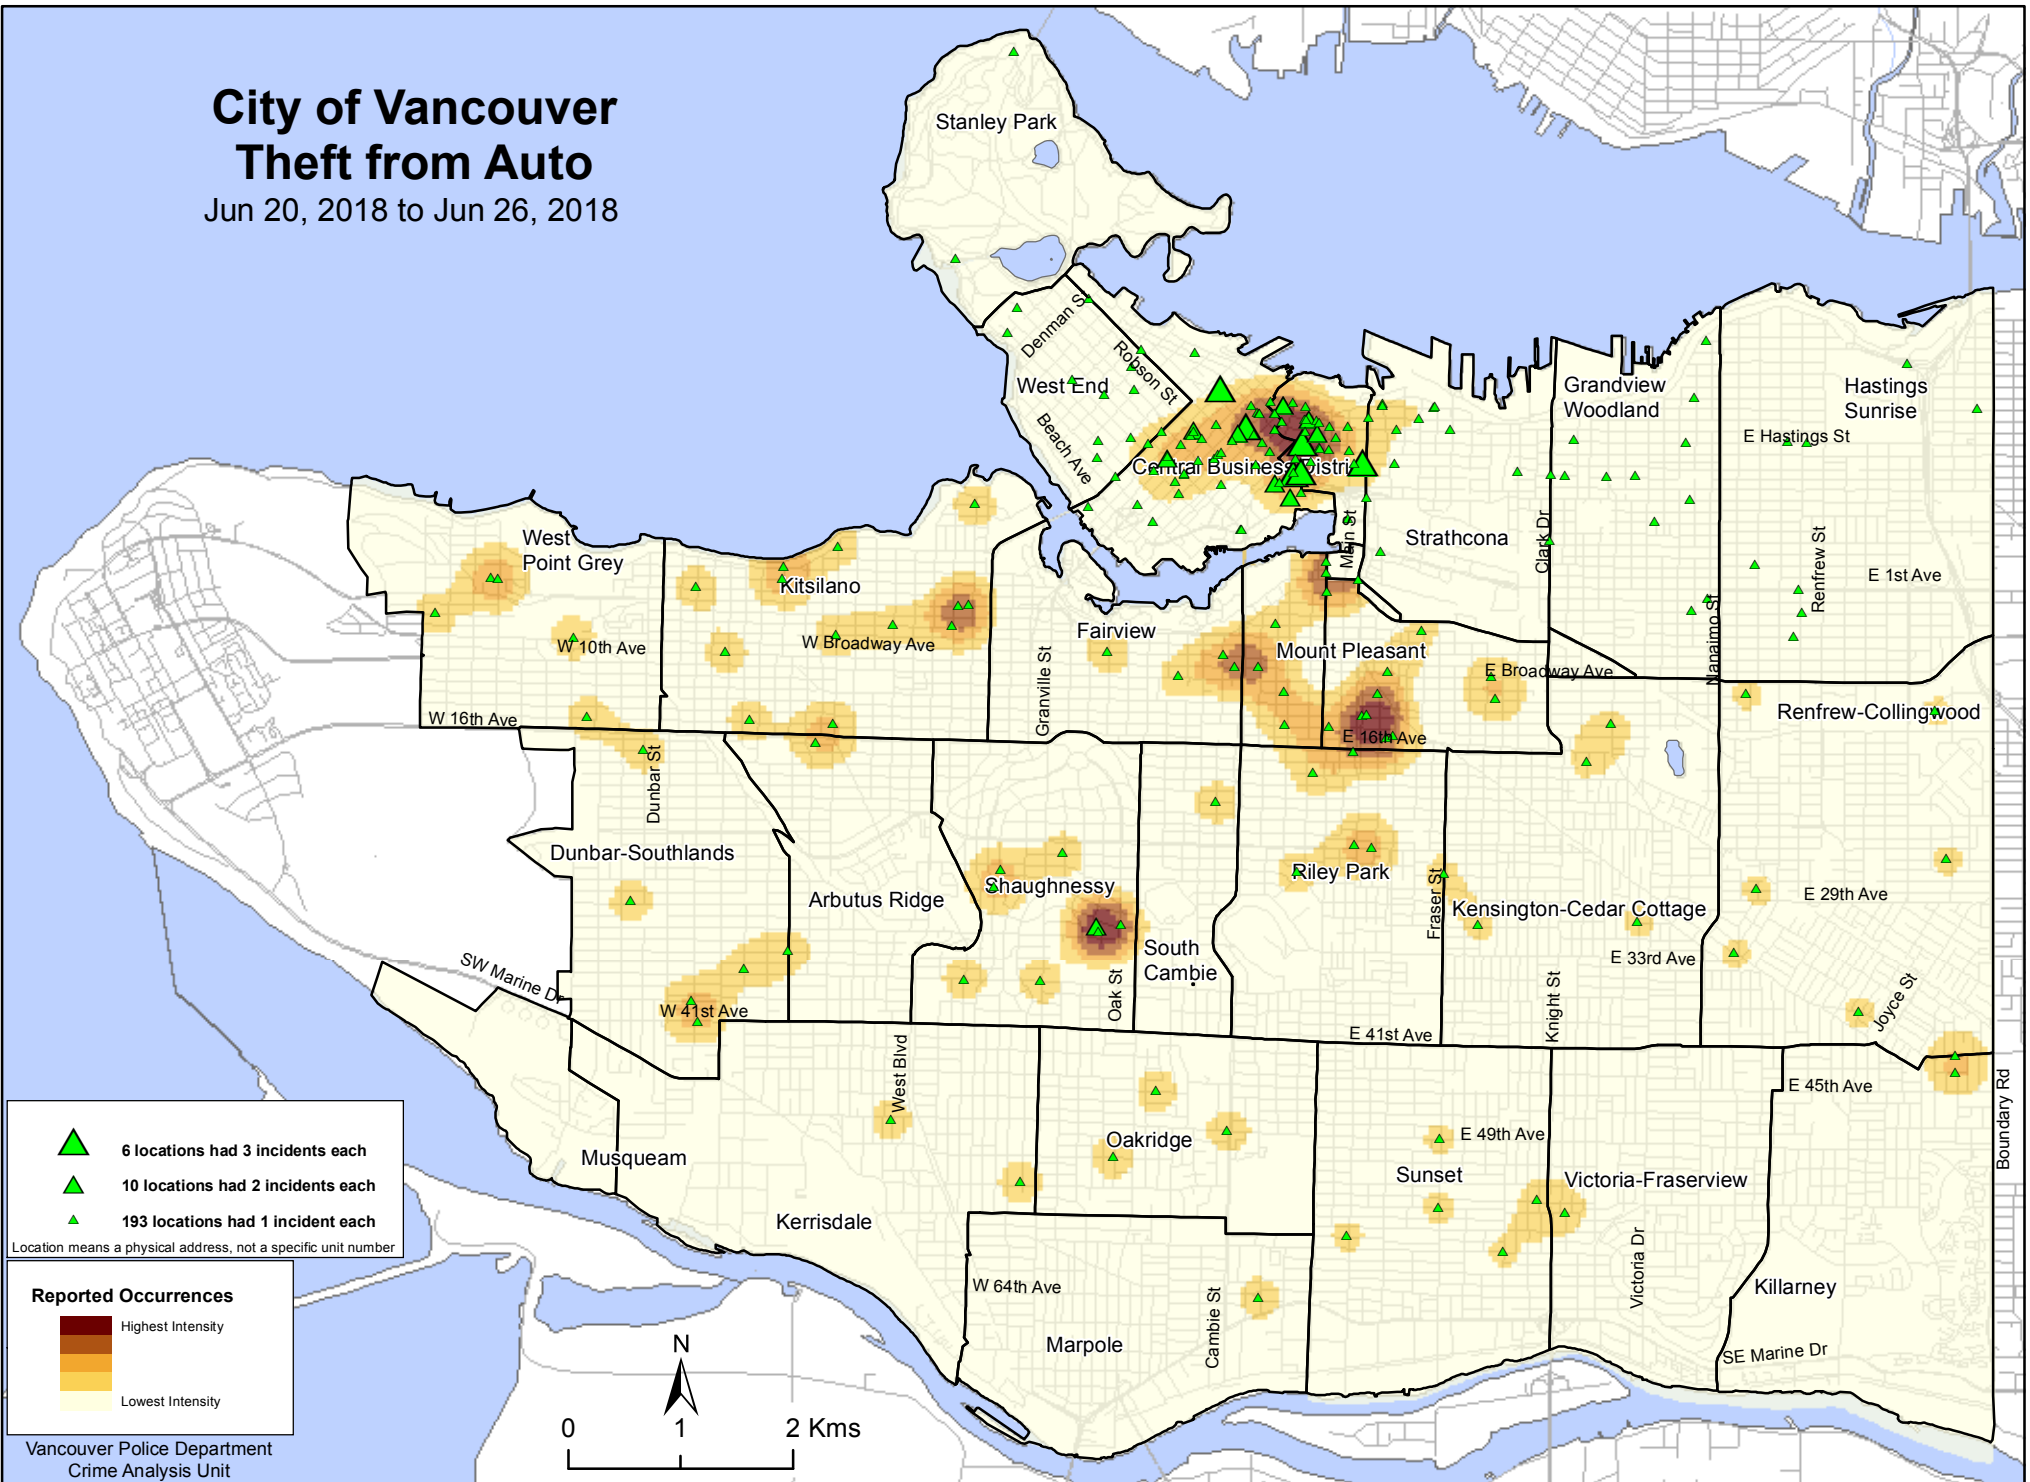 City of Vancouver
Theft from Auto
Jun 20, 2018 to Jun 26, 2018
Stanley Park
Denman St
Robson St
West End
Beach Ave
Central Business Distri
Grandview
Woodland
Hastings
Sunrise
E Hastings St
Strathcona
Main St
Clark Dr
Nanaimo St
Renfrew St
E 1st Ave
West
Point Grey
Kitsilano
W 10th Ave
W Broadway Ave
Fairview
Granville St
Mount Pleasant
E Broadway Ave
W 16th Ave
E 16th Ave
Renfrew-Collingwood
Dunbar St
Dunbar-Southlands
Arbutus Ridge
Shaughnessy
Riley Park
Fraser St
Kensington-Cedar Cottage
E 29th Ave
South
Cambie
E 33rd Ave
SW Marine Dr
W 41st Ave
Oak St
Knight St
Joyce St
E 41st Ave
West Blvd
E 45th Ave
Boundary Rd
Musqueam
Oakridge
E 49th Ave
Sunset
Victoria-Fraserview
Kerrisdale
Victoria Dr
W 64th Ave
Cambie St
Killarney
Marpole
SE Marine Dr
6 locations had 3 incidents each
10 locations had 2 incidents each
193 locations had 1 incident each
Location means a physical address, not a specific unit number
Reported Occurrences
Highest Intensity
Lowest Intensity
Vancouver Police Department
Crime Analysis Unit
N
0 1 2 Kms